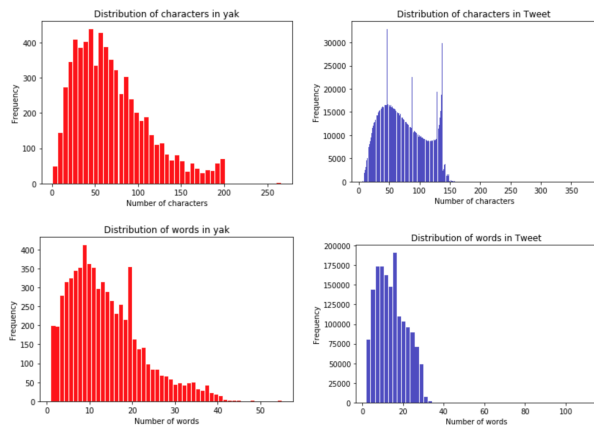 Distribution of characters in yak
Frequency
400
300
200
100
0
0 50 100 150 200 250
Number of characters
Distribution of characters in Tweet
Frequency
30000
25000
20000
15000
10000
5000
0
0 50 100 150 200 250 300 350
Number of characters
Distribution of words in yak
Frequency
400
350
300
250
200
150
100
50
0
0 10 20 30 40 50
Number of words
Distribution of words in Tweet
Frequency
200000
175000
150000
125000
100000
75000
50000
25000
0
0 20 40 60 80 100
Number of words